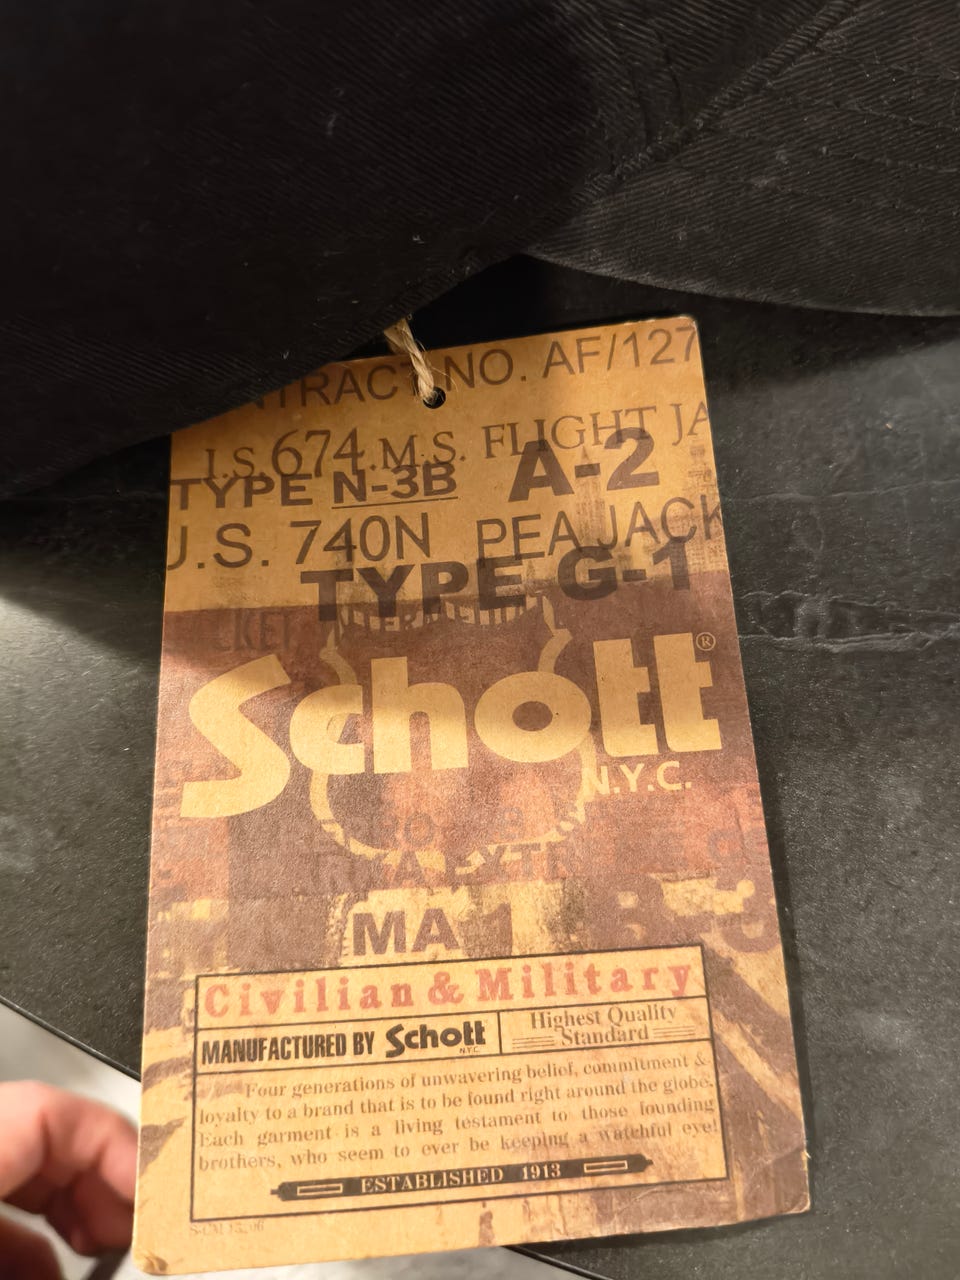 NTRACT NO. AF/127
I.S. 674 M.S. FLIGHT JA
TYPE N-3B A-2
U.S. 740N PEA JACK
TYPE G-1
CKET
Schott®
N.Y.C.
MA 1 B-3
Civilian & Military
MANUFACTURED BY Schott N.Y.C.
Highest Quality
Standard
Four generations of unwavering belief, commitment &
loyalty to a brand that is to be found right around the globe.
Each garment is a living testament to those founding
brothers, who seem to ever be keeping a watchful eye!
ESTABLISHED 1913